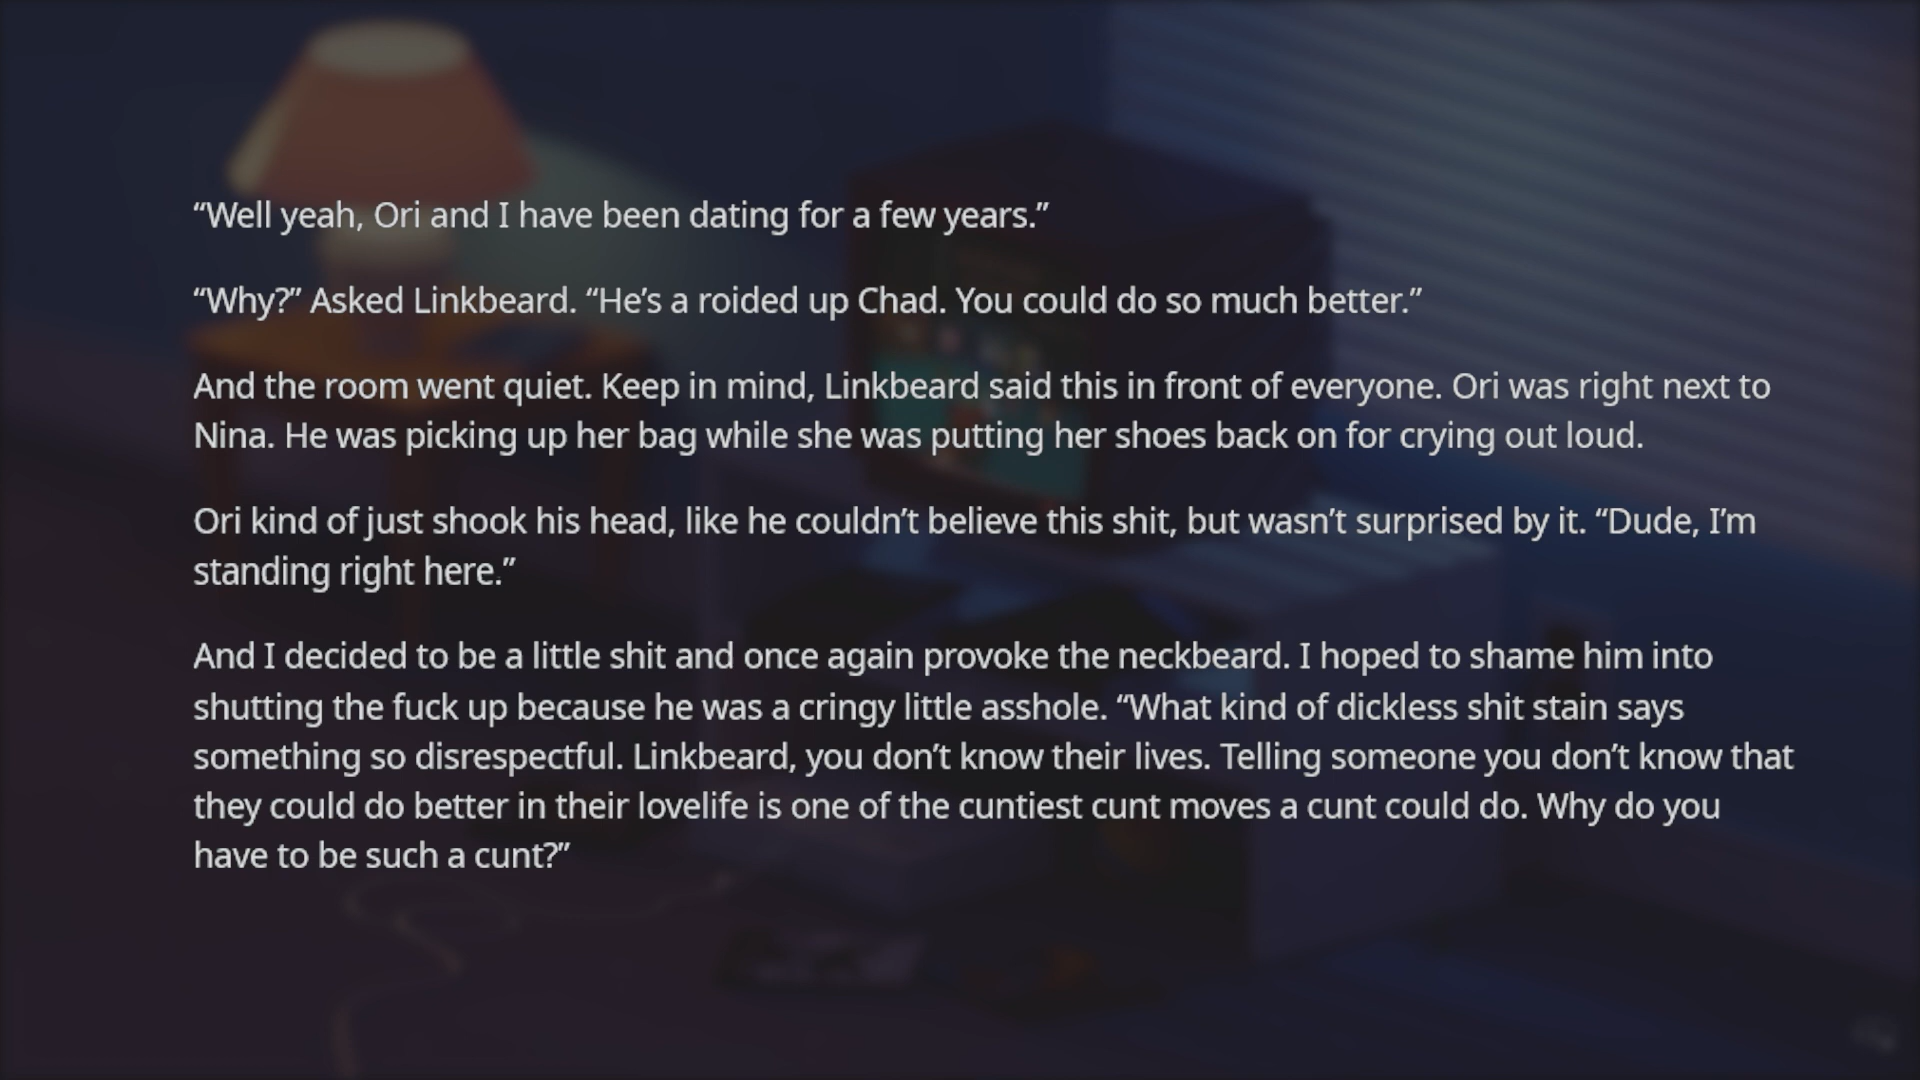 “Well yeah, Ori and I have been dating for a few years.”
“Why?” Asked Linkbeard. “He’s a roided up Chad. You could do so much better.”
And the room went quiet. Keep in mind, Linkbeard said this in front of everyone. Ori was right next to
Nina. He was picking up her bag while she was putting her shoes back on for crying out loud.
Ori kind of just shook his head, like he couldn’t believe this shit, but wasn’t surprised by it. “Dude, I’m
standing right here.”
And I decided to be a little shit and once again provoke the neckbeard. I hoped to shame him into
shutting the fuck up because he was a cringy little asshole. “What kind of dickless shit stain says
something so disrespectful. Linkbeard, you don’t know their lives. Telling someone you don’t know that
they could do better in their lovelife is one of the cuntiest cunt moves a cunt could do. Why do you
have to be such a cunt?”